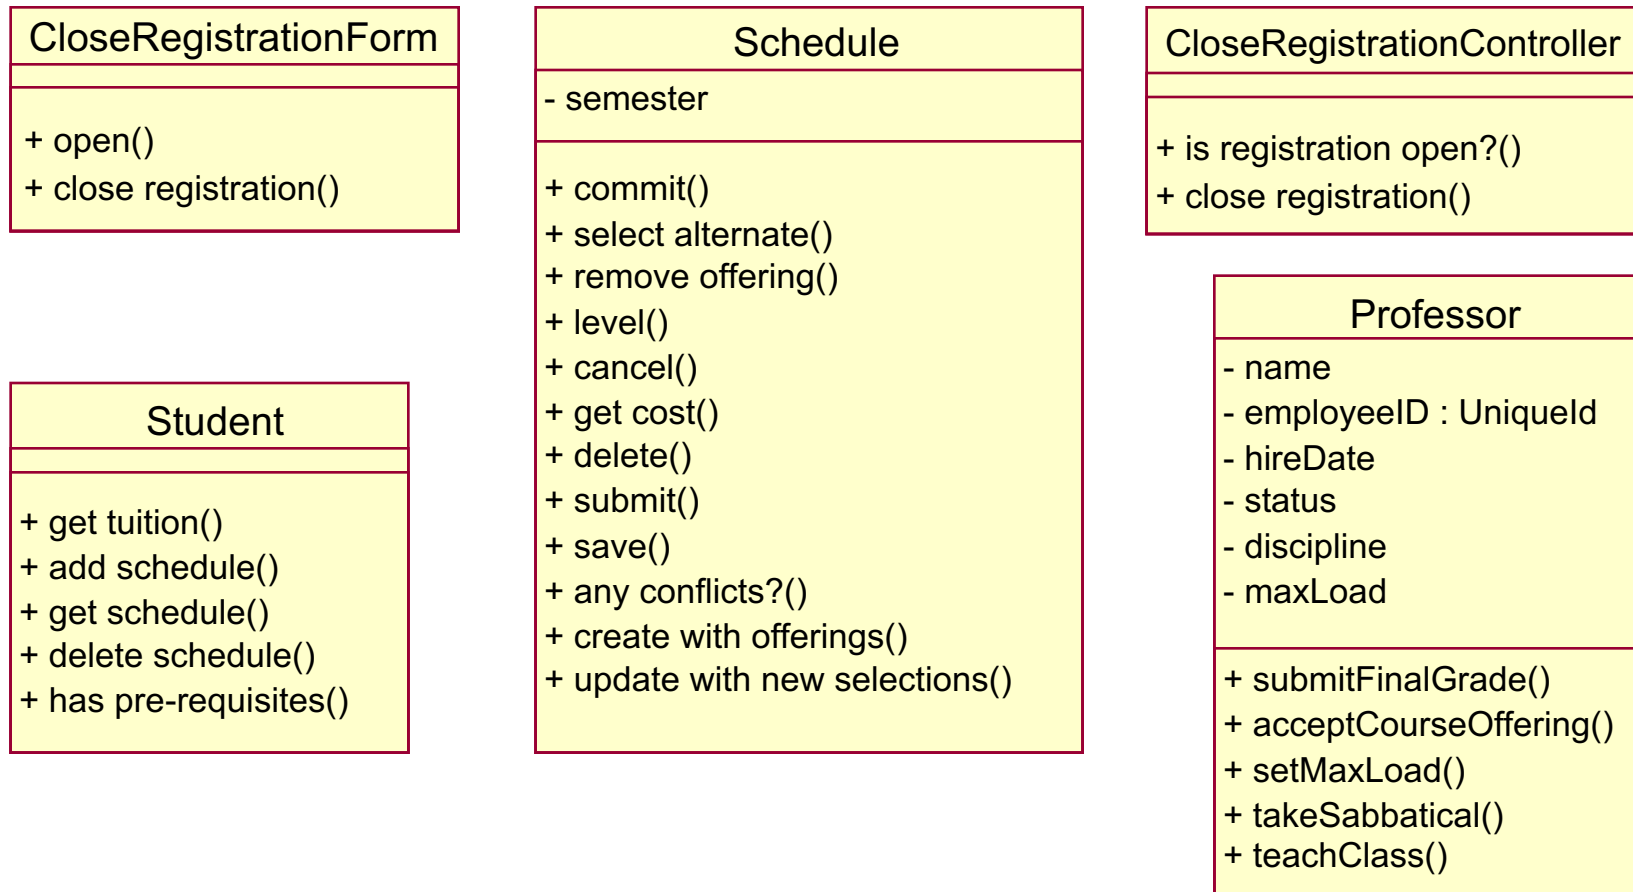 CloseRegistrationForm
+ open()
+ close registration()
Schedule
- semester
+ commit()
+ select alternate()
+ remove offering()
+ level()
+ cancel()
+ get cost()
+ delete()
+ submit()
+ save()
+ any conflicts?()
+ create with offerings()
+ update with new selections()
CloseRegistrationController
+ is registration open?()
+ close registration()
Student
+ get tuition()
+ add schedule()
+ get schedule()
+ delete schedule()
+ has pre-requisites()
Professor
- name
- employeeID : UniqueId
- hireDate
- status
- discipline
- maxLoad
+ submitFinalGrade()
+ acceptCourseOffering()
+ setMaxLoad()
+ takeSabbatical()
+ teachClass()